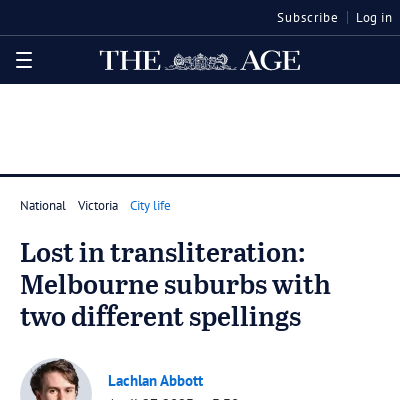 Subscribe Log in
THE AGE
National Victoria City life
Lost in transliteration:
Melbourne suburbs with
two different spellings
Lachlan Abbott